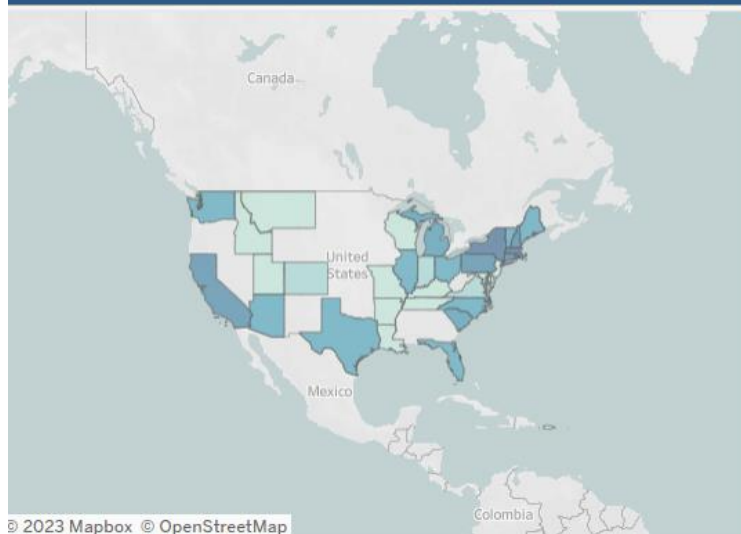 Canada
United
States
Mexico
Colombia
© 2023 Mapbox © OpenStreetMap